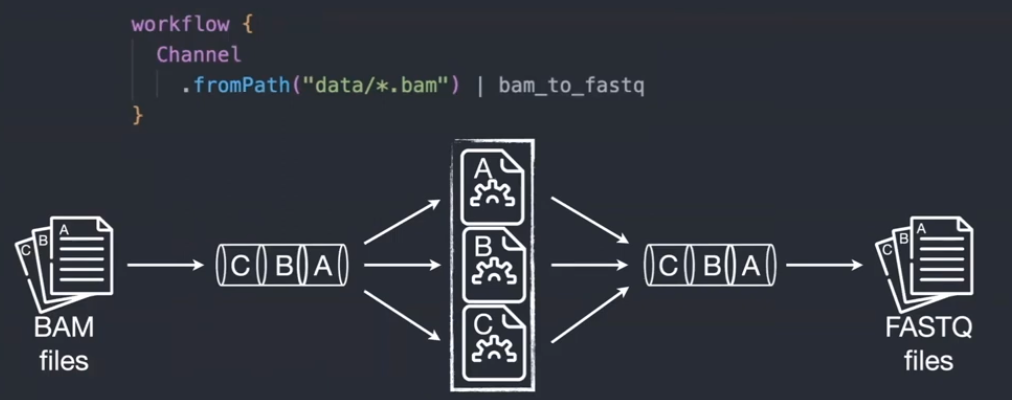 workflow {
Channel
.fromPath("data/*.bam") | bam_to_fastq
}
A
B
C
C B A
BAM
files
C B A
A
B
C
C B A
C B A
FASTQ
files